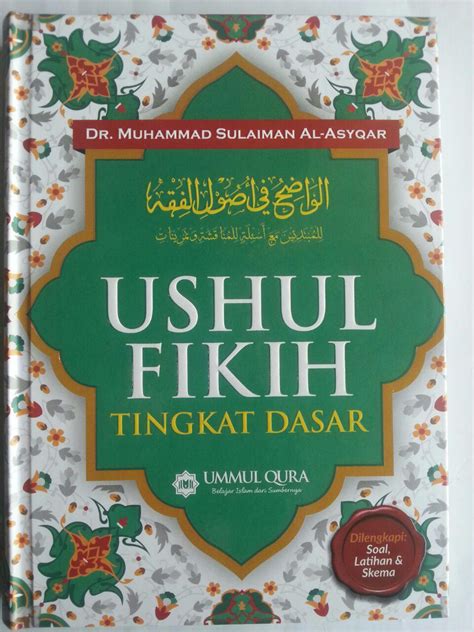 DR. MUHAMMAD SULAIMAN AL-ASYQAR
الواضح في أصول الفقه
للمبتدئين مع أسئلة للمناقشة وتمرينات
USHUL
FIKIH
TINGKAT DASAR
UMMUL QURA
Belajar Islam dari Sumbernya
Dilengkapi:
Soal,
Latihan &
Skema